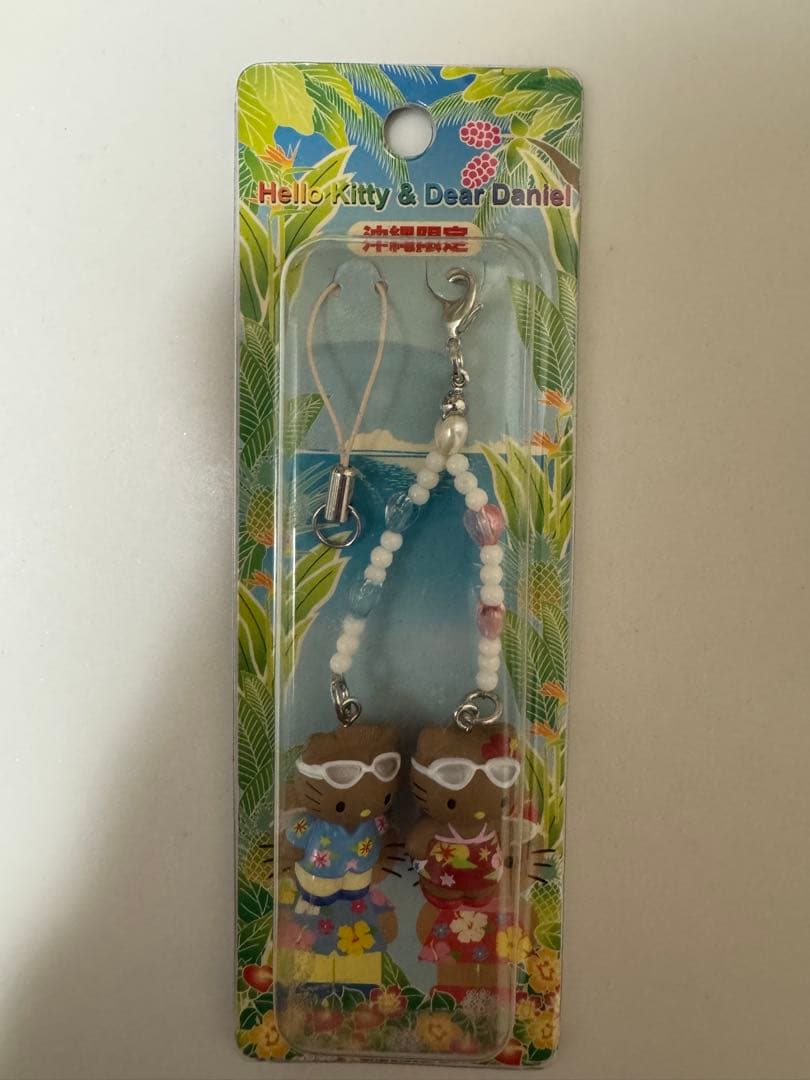 Hello Kitty & Dear Daniel
沖縄限定